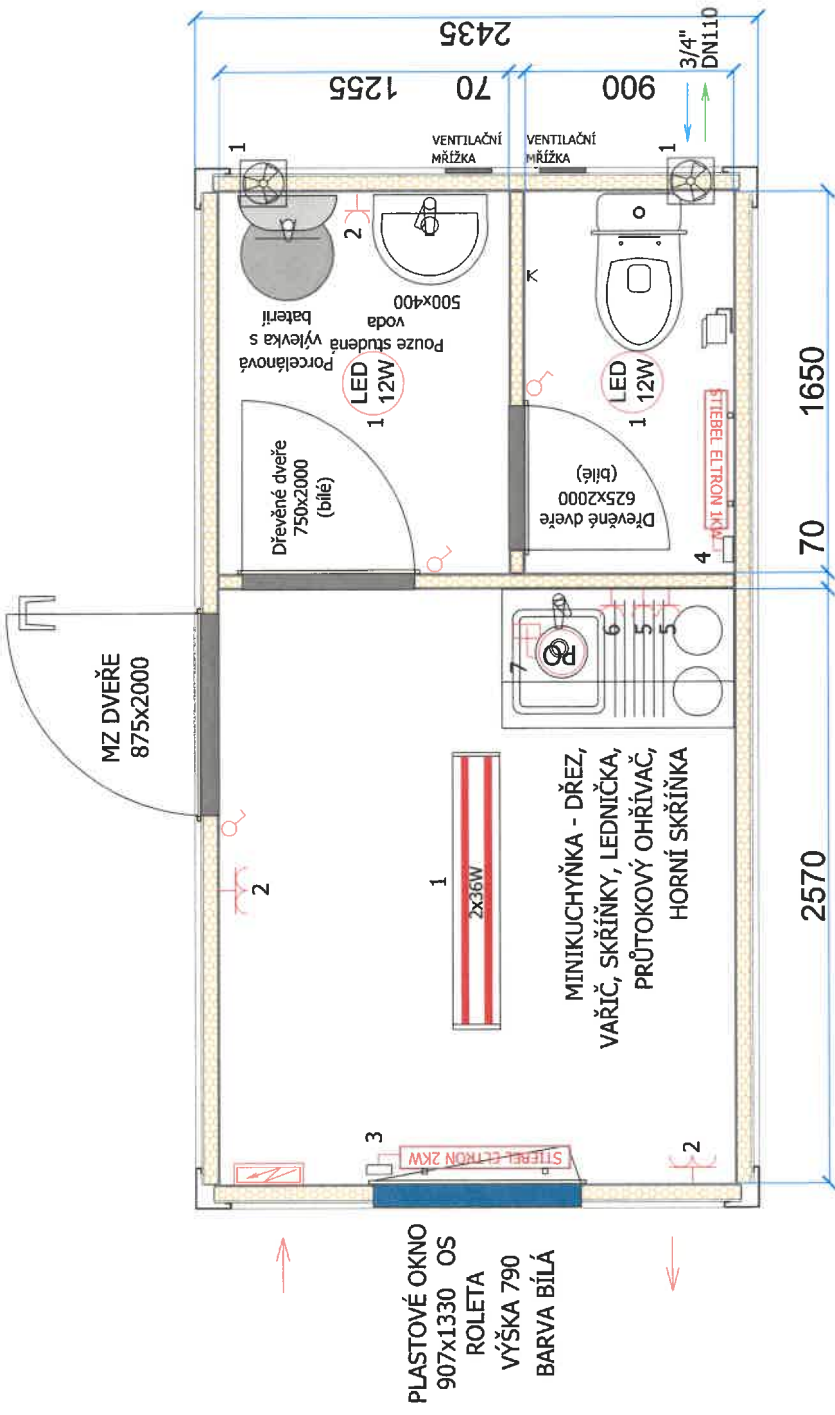 2435
1255
70
900
3/4"
DN110
VENTILAČNÍ
MŘÍŽKA
VENTILAČNÍ
MŘÍŽKA
1
1
2
Porcelánová
výlevka s
baterií
500x400
Pouze studená
voda
LED
12W
1
LED
12W
1
Dřevěné dveře
750x2000
(bílé)
Dřevěné dveře
625x2000
(bílé)
STIEBEL ELTRON 1KW
4
1650
70
2570
MZ DVEŘE
875x2000
2
1
2x36W
7
PO
6
5
5
MINIKUCHYŇKA - DŘEZ,
VAŘIČ, SKŘÍŇKY, LEDNIČKA,
PRŮTOKOVÝ OHŘÍVAČ,
HORNÍ SKŘÍŇKA
3
STIEBEL ELTRON 2KW
2
PLASTOVÉ OKNO
907x1330 OS
ROLETA
VÝŠKA 790
BARVA BÍLÁ